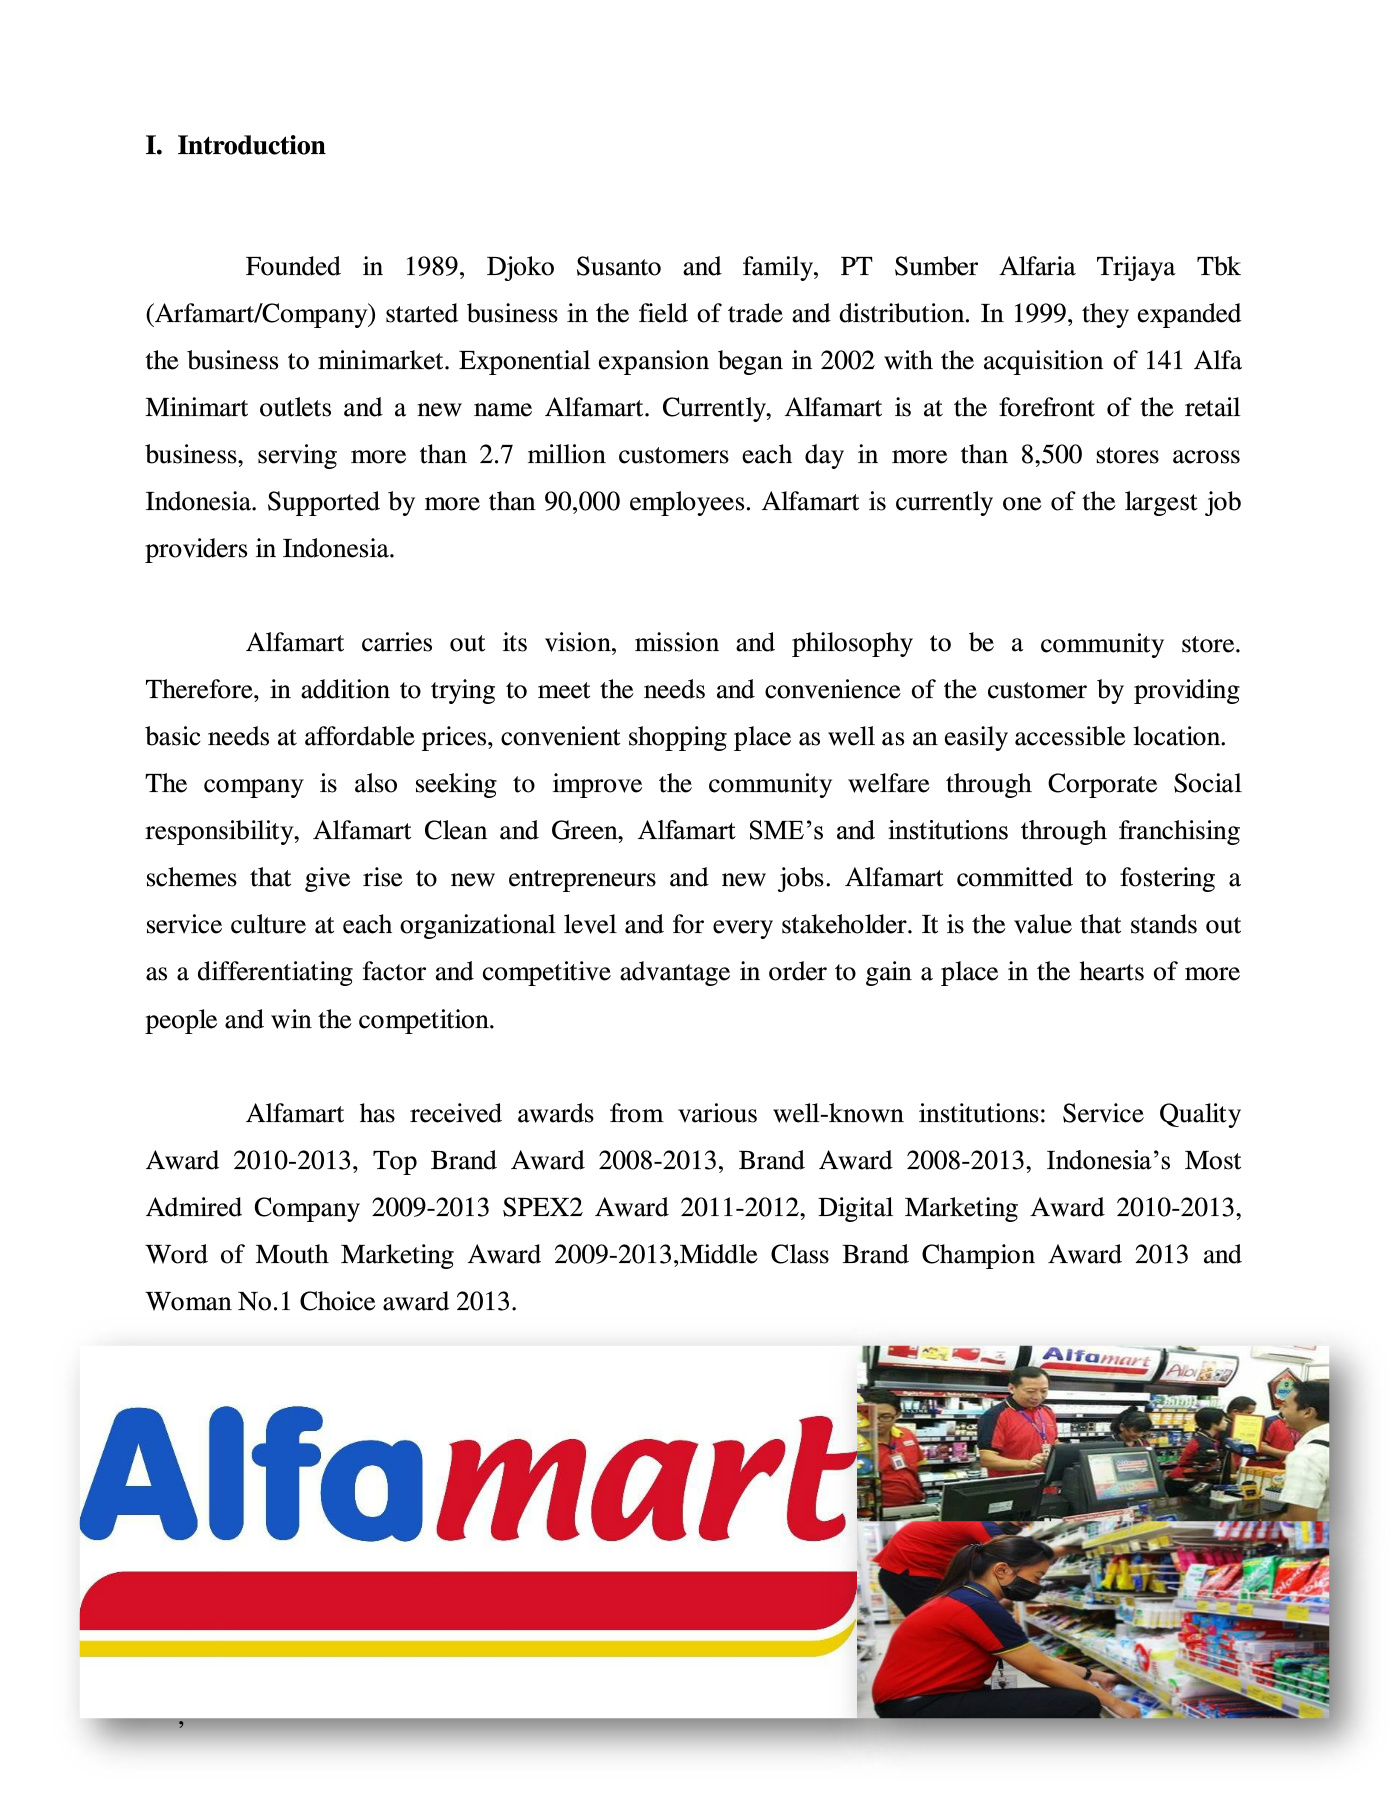 I. Introduction
Founded in 1989, Djoko Susanto and family, PT Sumber Alfaria Trijaya Tbk
(Arfamart/Company) started business in the field of trade and distribution. In 1999, they expanded
the business to minimarket. Exponential expansion began in 2002 with the acquisition of 141 Alfa
Minimart outlets and a new name Alfamart. Currently, Alfamart is at the forefront of the retail
business, serving more than 2.7 million customers each day in more than 8,500 stores across
Indonesia. Supported by more than 90,000 employees. Alfamart is currently one of the largest job
providers in Indonesia.
Alfamart carries out its vision, mission and philosophy to be a community store.
Therefore, in addition to trying to meet the needs and convenience of the customer by providing
basic needs at affordable prices, convenient shopping place as well as an easily accessible location.
The company is also seeking to improve the community welfare through Corporate Social
responsibility, Alfamart Clean and Green, Alfamart SME’s and institutions through franchising
schemes that give rise to new entrepreneurs and new jobs. Alfamart committed to fostering a
service culture at each organizational level and for every stakeholder. It is the value that stands out
as a differentiating factor and competitive advantage in order to gain a place in the hearts of more
people and win the competition.
Alfamart has received awards from various well-known institutions: Service Quality
Award 2010-2013, Top Brand Award 2008-2013, Brand Award 2008-2013, Indonesia’s Most
Admired Company 2009-2013 SPEX2 Award 2011-2012, Digital Marketing Award 2010-2013,
Word of Mouth Marketing Award 2009-2013,Middle Class Brand Champion Award 2013 and
Woman No.1 Choice award 2013.
Alfamart
Alfamart
,